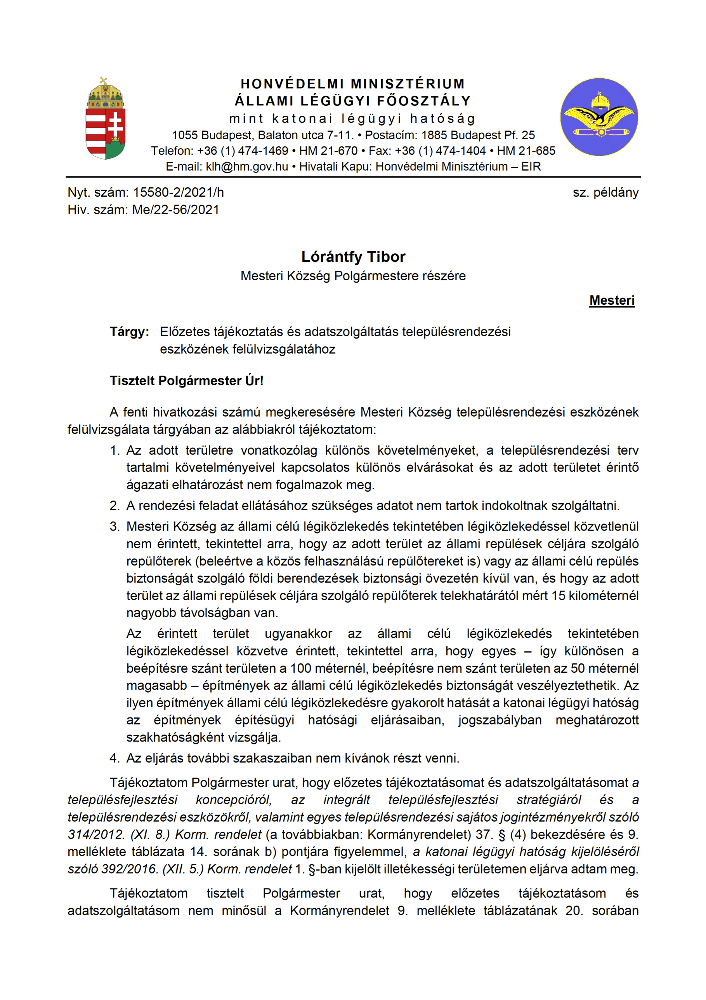 HONVÉDELMI MINISZTÉRIUM
ÁLLAMI LÉGÜGYI FŐOSZTÁLY
mint katonai légügyi hatóság
1055 Budapest, Balaton utca 7-11. • Postacím: 1885 Budapest Pf. 25
Telefon: +36 (1) 474-1469 • HM 21-670 • Fax: +36 (1) 474-1404 • HM 21-685
E-mail: klh@hm.gov.hu • Hivatali Kapu: Honvédelmi Minisztérium – EIR
Nyt. szám: 15580-2/2021/h sz. példány
Hiv. szám: Me/22-56/2021
Lórántfy Tibor
Mesteri Község Polgármestere részére
Mesteri
Tárgy: Előzetes tájékoztatás és adatszolgáltatás településrendezési
eszközének felülvizsgálatához
Tisztelt Polgármester Úr!
A fenti hivatkozási számú megkeresésére Mesteri Község településrendezési eszközének
felülvizsgálata tárgyában az alábbiakról tájékoztatom:
1. Az adott területre vonatkozólag különös követelményeket, a településrendezési terv
tartalmi követelményeivel kapcsolatos különös elvárásokat és az adott területet érintő
ágazati elhatározást nem fogalmazok meg.
2. A rendezési feladat ellátásához szükséges adatot nem tartok indokoltnak szolgáltatni.
3. Mesteri Község az állami célú légiközlekedés tekintetében légiközlekedéssel közvetlenül
nem érintett, tekintettel arra, hogy az adott terület az állami repülések céljára szolgáló
repülőterek (beleértve a közös felhasználású repülőtereket is) vagy az állami célú repülés
biztonságát szolgáló földi berendezések biztonsági övezetén kívül van, és hogy az adott
terület az állami repülések céljára szolgáló repülőterek telekhatárától mért 15 kilométernél
nagyobb távolságban van.
Az érintett terület ugyanakkor az állami célú légiközlekedés tekintetében
légiközlekedéssel közvetve érintett, tekintettel arra, hogy egyes – így különösen a
beépítésre szánt területen a 100 méternél, beépítésre nem szánt területen az 50 méternél
magasabb – építmények az állami célú légiközlekedés biztonságát veszélyeztethetik. Az
ilyen építmények állami célú légiközlekedésre gyakorolt hatását a katonai légügyi hatóság
az építmények építésügyi hatósági eljárásaiban, jogszabályban meghatározott
szakhatóságként vizsgálja.
4. Az eljárás további szakaszaiban nem kívánok részt venni.
Tájékoztatom Polgármester urat, hogy előzetes tájékoztatásomat és adatszolgáltatásomat a
településfejlesztési koncepcióról, az integrált településfejlesztési stratégiáról és a
településrendezési eszközökről, valamint egyes településrendezési sajátos jogintézményekről szóló
314/2012. (XI. 8.) Korm. rendelet (a továbbiakban: Kormányrendelet) 37. § (4) bekezdésére és 9.
melléklete táblázata 14. sorának b) pontjára figyelemmel, a katonai légügyi hatóság kijelöléséről
szóló 392/2016. (XII. 5.) Korm. rendelet 1. §-ban kijelölt illetékességi területemen eljárva adtam meg.
Tájékoztatom tisztelt Polgármester urat, hogy előzetes tájékoztatásom és
adatszolgáltatásom nem minősül a Kormányrendelet 9. melléklete táblázatának 20. sorában